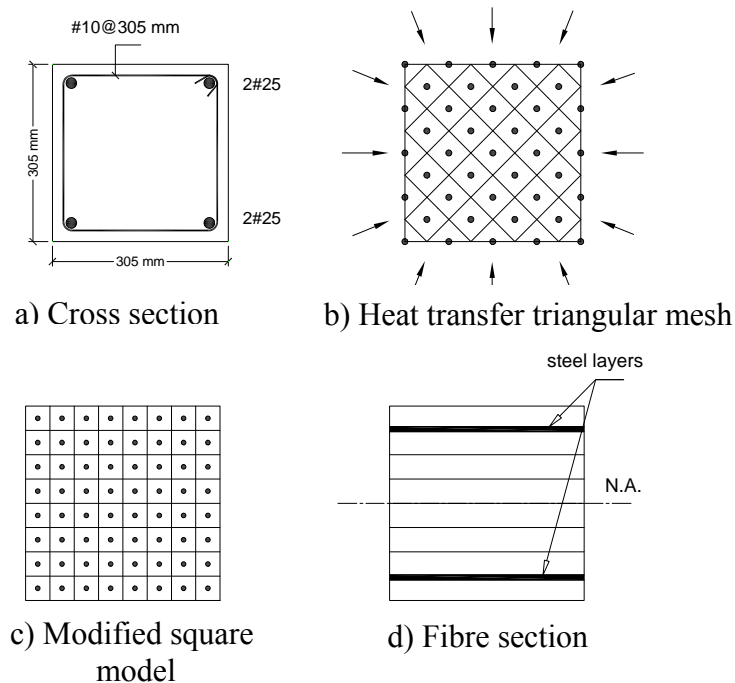 #10@305 mm
2#25
305 mm
2#25
305 mm
a) Cross section
b) Heat transfer triangular mesh
steel layers
N.A.
c) Modified square
model
d) Fibre section